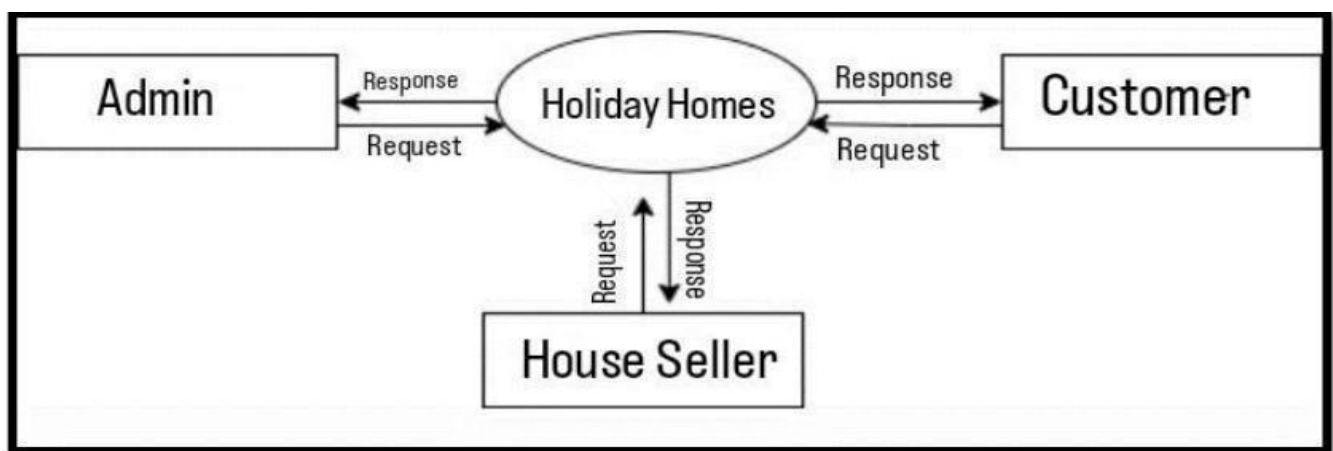 Admin
Response
Request
Holiday Homes
Response
Request
Customer
Request
Response
House Seller